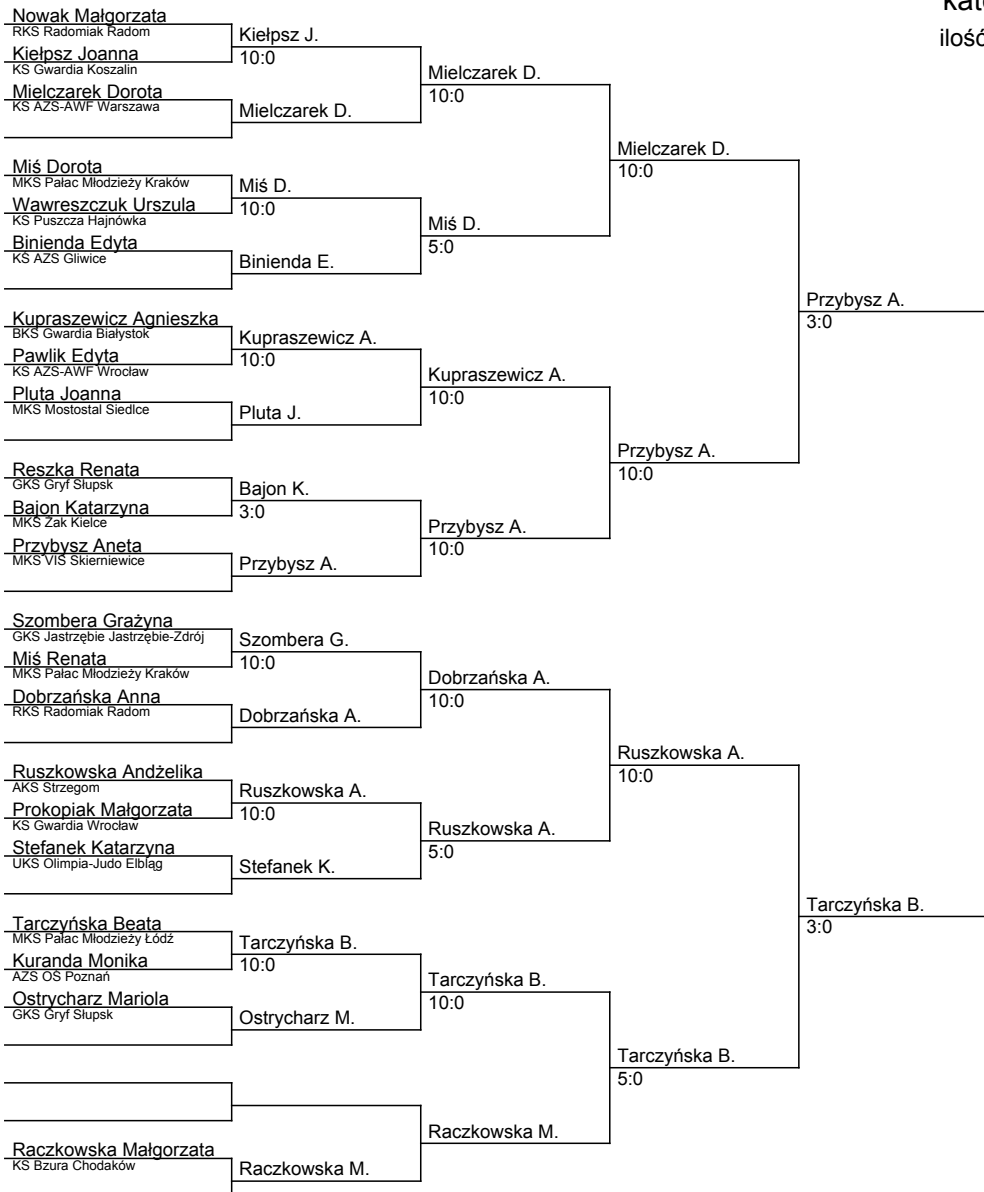 Nowak Małgorzata
RKS Radomiak Radom
Kiełpsz Joanna
KS Gwardia Koszalin
Mielczarek Dorota
KS AZS-AWF Warszawa
Miś Dorota
MKS Pałac Młodzieży Kraków
Wawreszczuk Urszula
KS Puszcza Hajnówka
Binienda Edyta
KS AZS Gliwice
Kupraszewicz Agnieszka
BKS Gwardia Białystok
Pawlik Edyta
KS AZS-AWF Wrocław
Pluta Joanna
MKS Mostostal Siedlce
Reszka Renata
GKS Gryf Słupsk
Bajon Katarzyna
MKS Żak Kielce
Przybysz Aneta
MKS VIS Skierniewice
Szombera Grażyna
GKS Jastrzębie Jastrzębie-Zdrój
Miś Renata
MKS Pałac Młodzieży Kraków
Dobrzańska Anna
RKS Radomiak Radom
Ruszkowska Andżelika
AKS Strzegom
Prokopiak Małgorzata
KS Gwardia Wrocław
Stefanek Katarzyna
UKS Olimpia-Judo Elbląg
Tarczyńska Beata
MKS Pałac Młodzieży Łódź
Kuranda Monika
AZS OŚ Poznań
Ostrycharz Mariola
GKS Gryf Słupsk
Raczkowska Małgorzata
KS Bzura Chodaków
Kiełpsz J.
10:0
Mielczarek D.
Miś D.
10:0
Binienda E.
Kupraszewicz A.
10:0
Pluta J.
Bajon K.
3:0
Przybysz A.
Szombera G.
10:0
Dobrzańska A.
Ruszkowska A.
10:0
Stefanek K.
Tarczyńska B.
10:0
Ostrycharz M.
Raczkowska M.
Mielczarek D.
10:0
Miś D.
5:0
Kupraszewicz A.
10:0
Przybysz A.
10:0
Dobrzańska A.
10:0
Ruszkowska A.
5:0
Tarczyńska B.
10:0
Raczkowska M.
Mielczarek D.
10:0
Przybysz A.
10:0
Ruszkowska A.
10:0
Tarczyńska B.
5:0
Przybysz A.
3:0
Tarczyńska B.
3:0
ilość